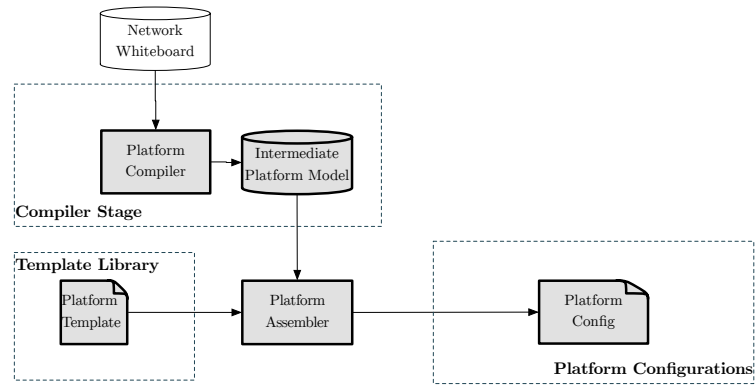 Network
Whiteboard
Platform
Compiler
Intermediate
Platform Model
Compiler Stage
Template Library
Platform
Template
Platform
Assembler
Platform
Config
Platform Configurations